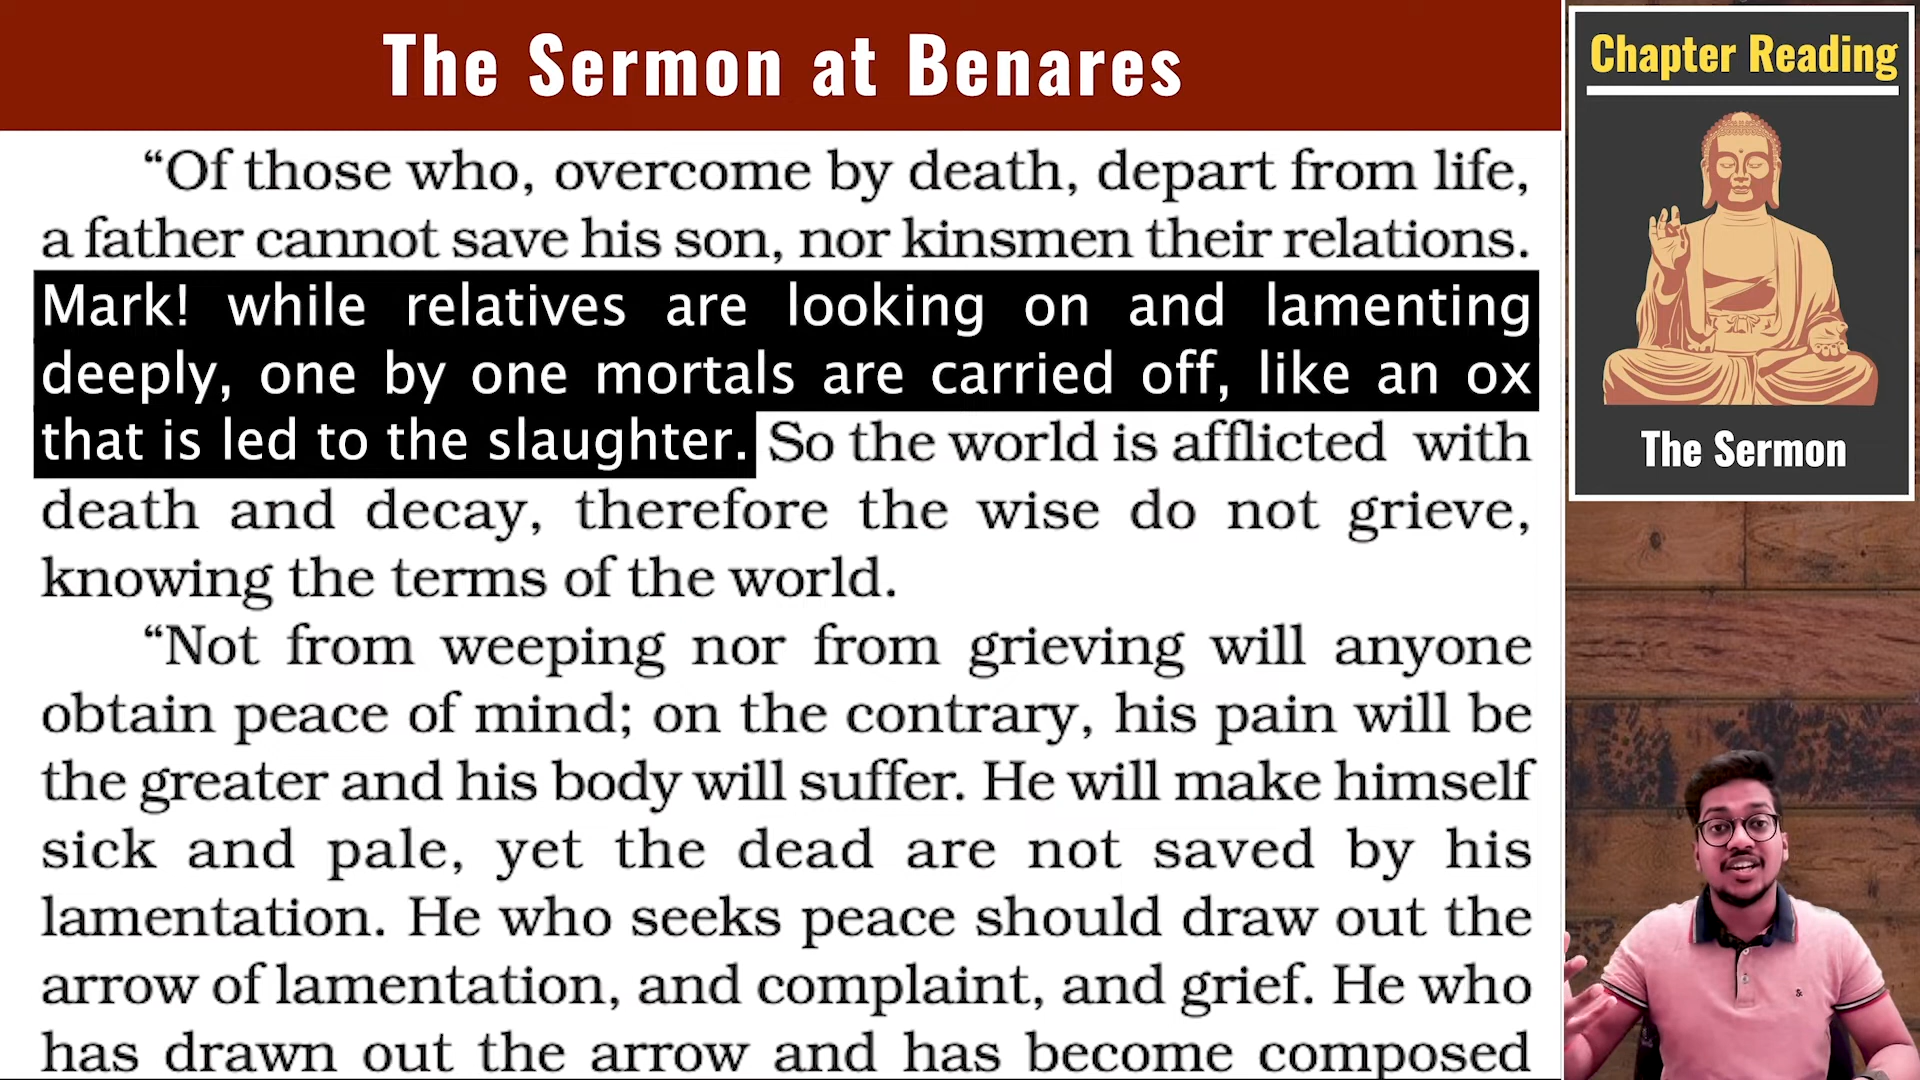 The Sermon at Benares
“Of those who, overcome by death, depart from life,
a father cannot save his son, nor kinsmen their relations.
Mark! while relatives are looking on and lamenting
deeply, one by one mortals are carried off, like an ox
that is led to the slaughter. So the world is afflicted with
death and decay, therefore the wise do not grieve,
knowing the terms of the world.
“Not from weeping nor from grieving will anyone
obtain peace of mind; on the contrary, his pain will be
the greater and his body will suffer. He will make himself
sick and pale, yet the dead are not saved by his
lamentation. He who seeks peace should draw out the
arrow of lamentation, and complaint, and grief. He who
has drawn out the arrow and has become composed
Chapter Reading
The Sermon